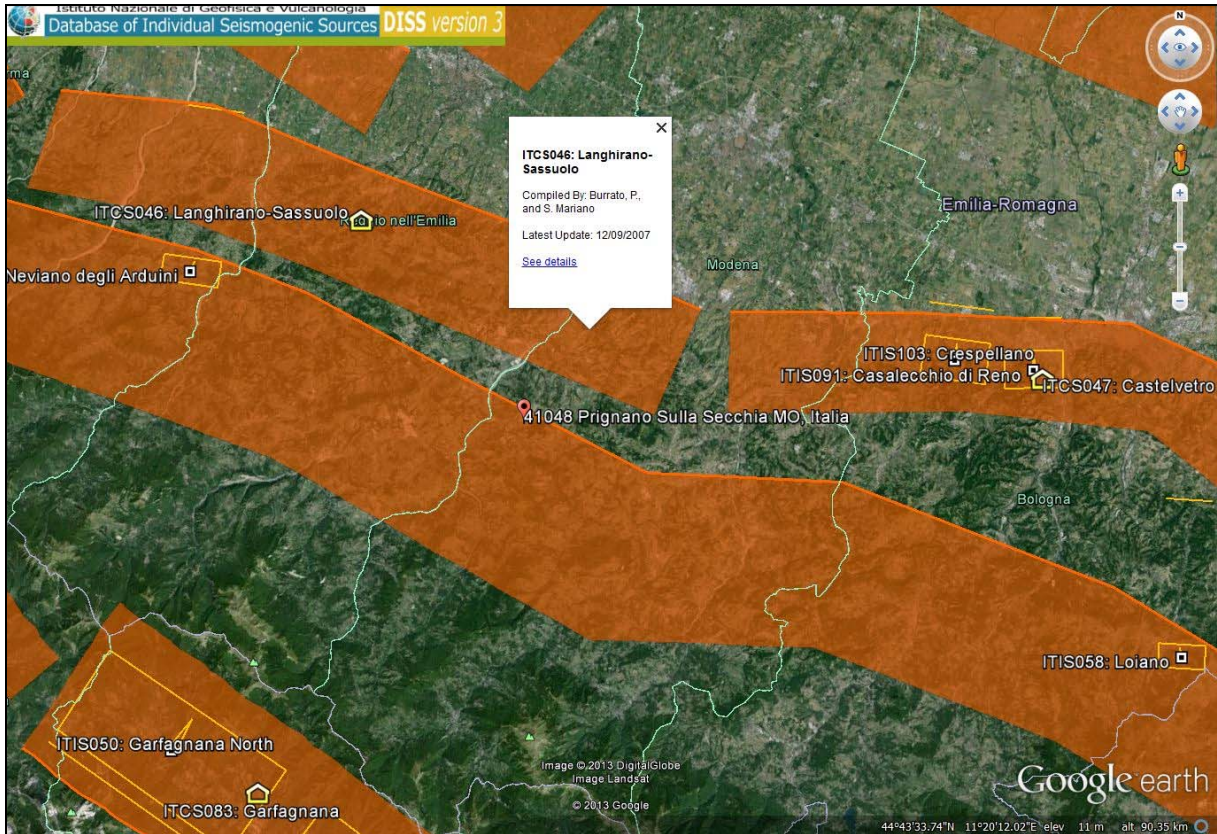 Istituto Nazionale di Geofisica e Vulcanologia
Database of Individual Seismogenic Sources DISS version 3
N
rma
ITCS046: Langhirano-
Sassuolo
Compiled By: Burrato, P.,
and S. Mariano
Latest Update: 12/09/2007
See details
Emilia-Romagna
ITCS046: Langhirano-Sassuolo
io nell'Emilia
Modena
Neviano degli Arduini
ITIS103: Crespellano
ITIS091: Casalecchio di Reno
ITCS047: Castelvetro
41048 Prignano Sulla Secchia MO, Italia
Bologna
ITIS058: Loiano
ITIS050: Garfagnana North
ITCS083: Garfagnana
Image © 2013 DigitalGlobe
Image Landsat
© 2013 Google
Google earth
44°43'33.74"N 11°20'12.02"E elev 11 m alt 90.35 km